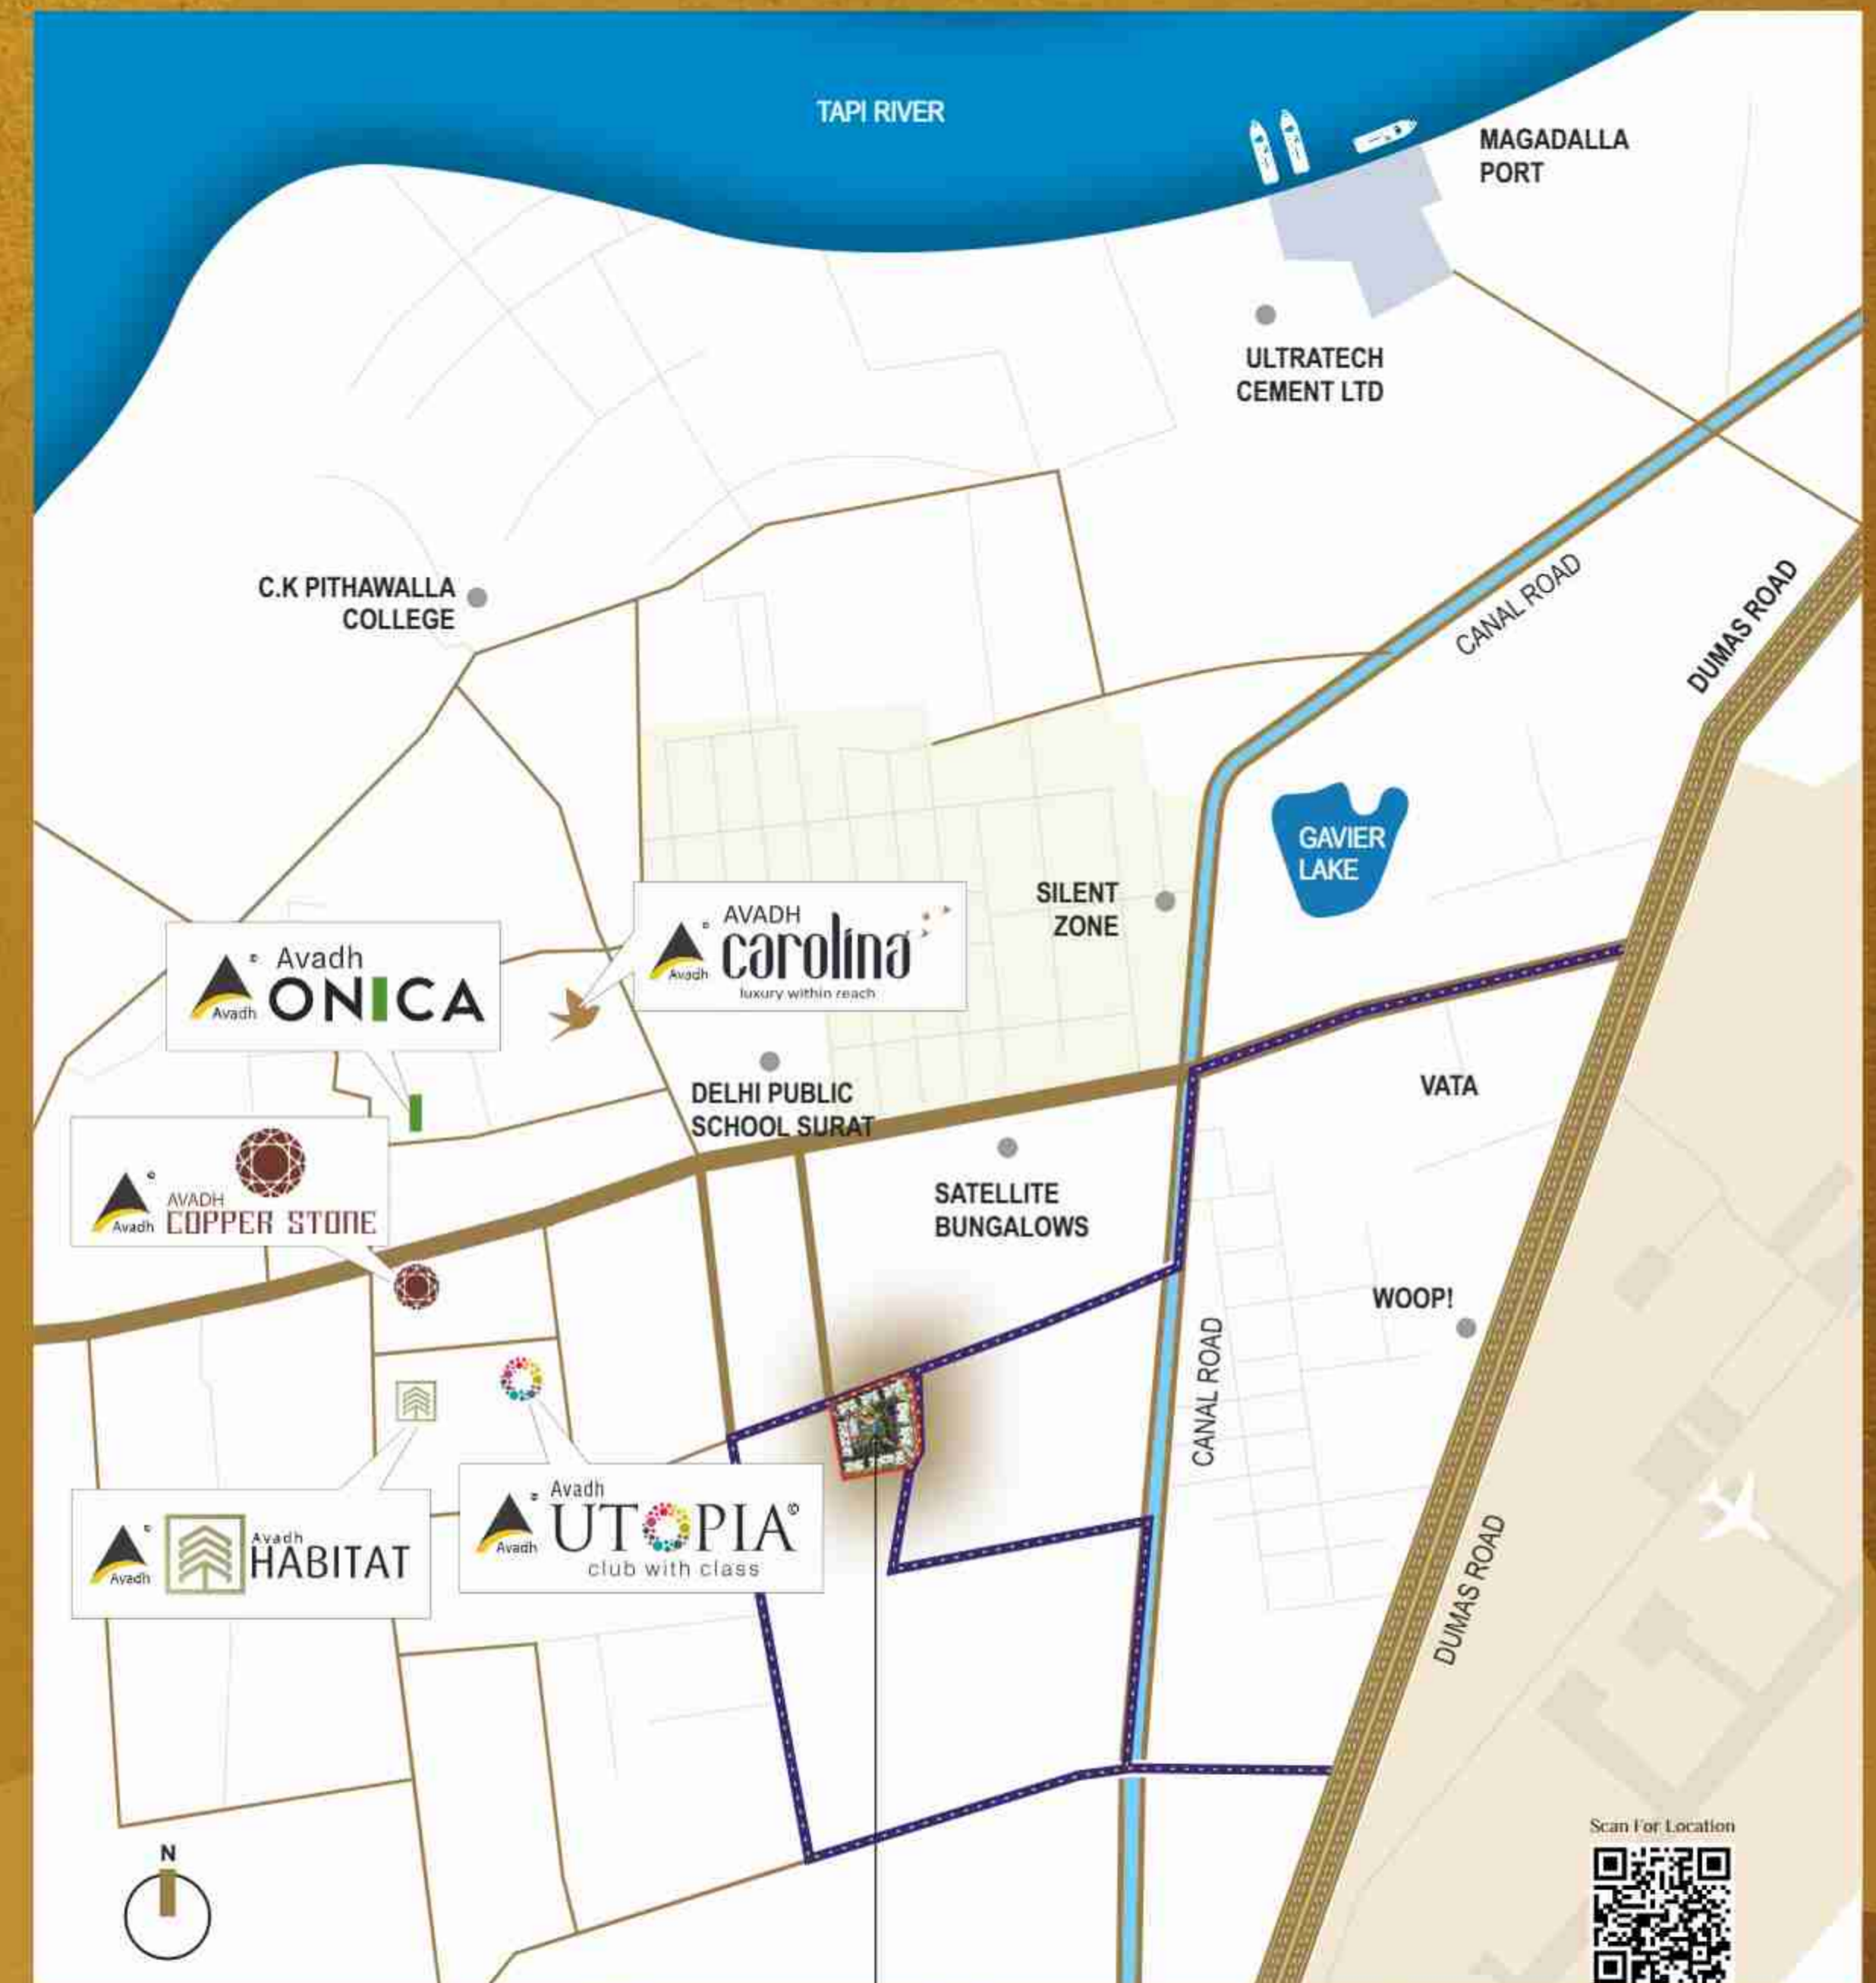 TAPI RIVER
MAGADALLA
PORT
ULTRATECH
CEMENT LTD
CANAL ROAD
DUMAS ROAD
C.K PITHAWALLA
COLLEGE
GAVIER
LAKE
SILENT
ZONE
AVADH
carolina
Avadh
luxury within reach
Avadh
ONICA
Avadh
DELHI PUBLIC
SCHOOL SURAT
VATA
AVADH
COPPER STONE
Avadh
SATELLITE
BUNGALOWS
WOOP!
CANAL ROAD
Avadh
HABITAT
Avadh
Avadh
UTOPIA©
Avadh
club with class
DUMAS ROAD
N
Scan For Location